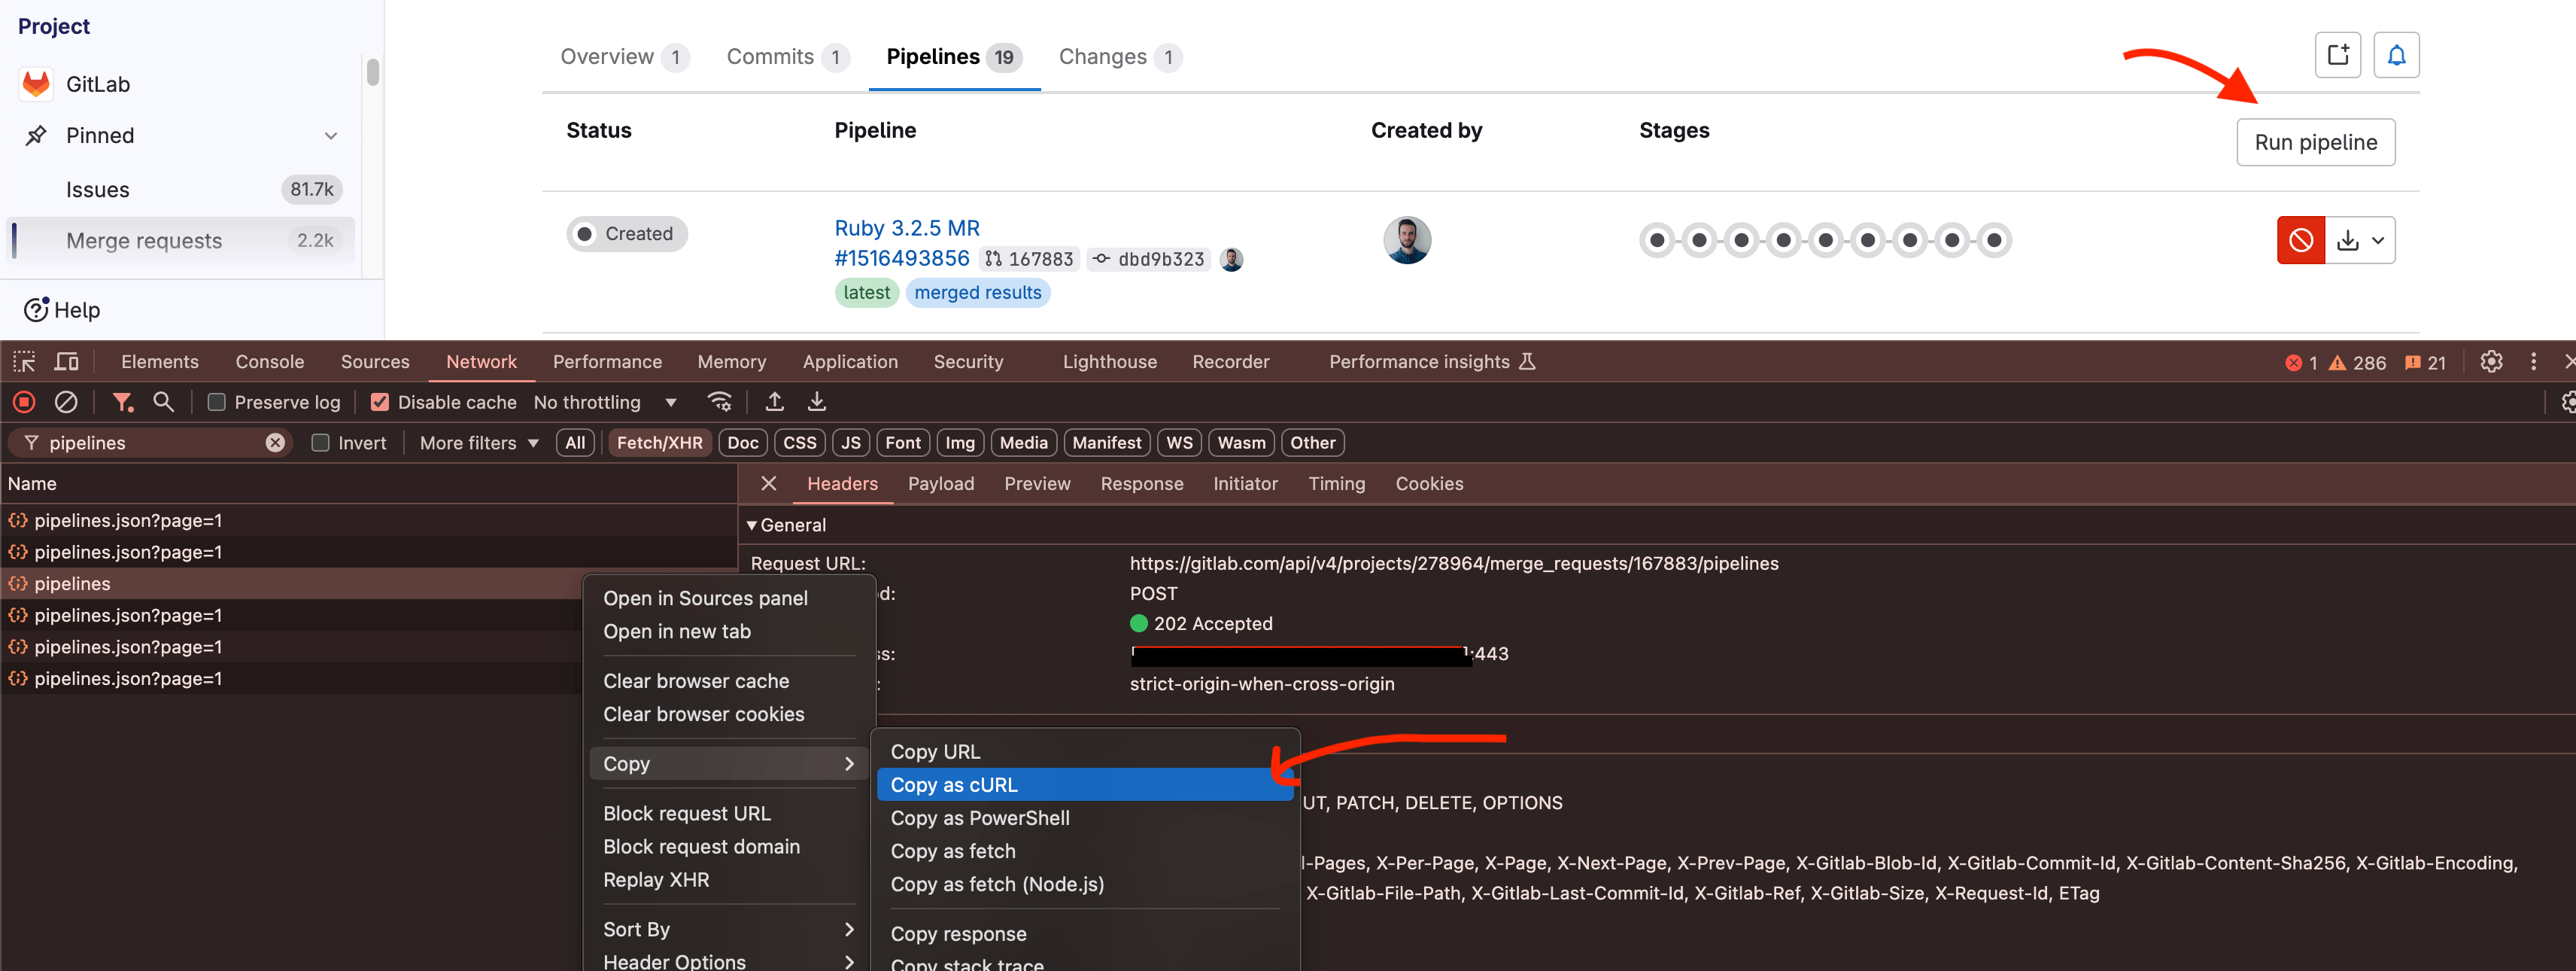 Project
GitLab
Pinned
Issues 81.7k
Merge requests 2.2k
Help
Overview 1 Commits 1 Pipelines 19 Changes 1
Status Pipeline Created by Stages
Run pipeline
Created
Ruby 3.2.5 MR
#1516493856 167883 dbd9b323
latest merged results
Elements Console Sources Network Performance Memory Application Security Lighthouse Recorder Performance insights 1 286 21
Preserve log Disable cache No throttling
pipelines Invert More filters All Fetch/XHR Doc CSS JS Font Img Media Manifest WS Wasm Other
Name
pipelines.json?page=1
pipelines.json?page=1
pipelines
pipelines.json?page=1
pipelines.json?page=1
pipelines.json?page=1
Headers Payload Preview Response Initiator Timing Cookies
General
Request URL: https://gitlab.com/api/v4/projects/278964/merge_requests/167883/pipelines
d: POST
202 Accepted
ss: [ ]:443
: strict-origin-when-cross-origin
UT, PATCH, DELETE, OPTIONS
l-Pages, X-Per-Page, X-Page, X-Next-Page, X-Prev-Page, X-Gitlab-Blob-Id, X-Gitlab-Commit-Id, X-Gitlab-Content-Sha256, X-Gitlab-Encoding,
X-Gitlab-File-Path, X-Gitlab-Last-Commit-Id, X-Gitlab-Ref, X-Gitlab-Size, X-Request-Id, ETag
Open in Sources panel
Open in new tab
Clear browser cache
Clear browser cookies
Copy
Block request URL
Block request domain
Replay XHR
Sort By
Header Options
Copy URL
Copy as cURL
Copy as PowerShell
Copy as fetch
Copy as fetch (Node.js)
Copy response
Copy stack trace